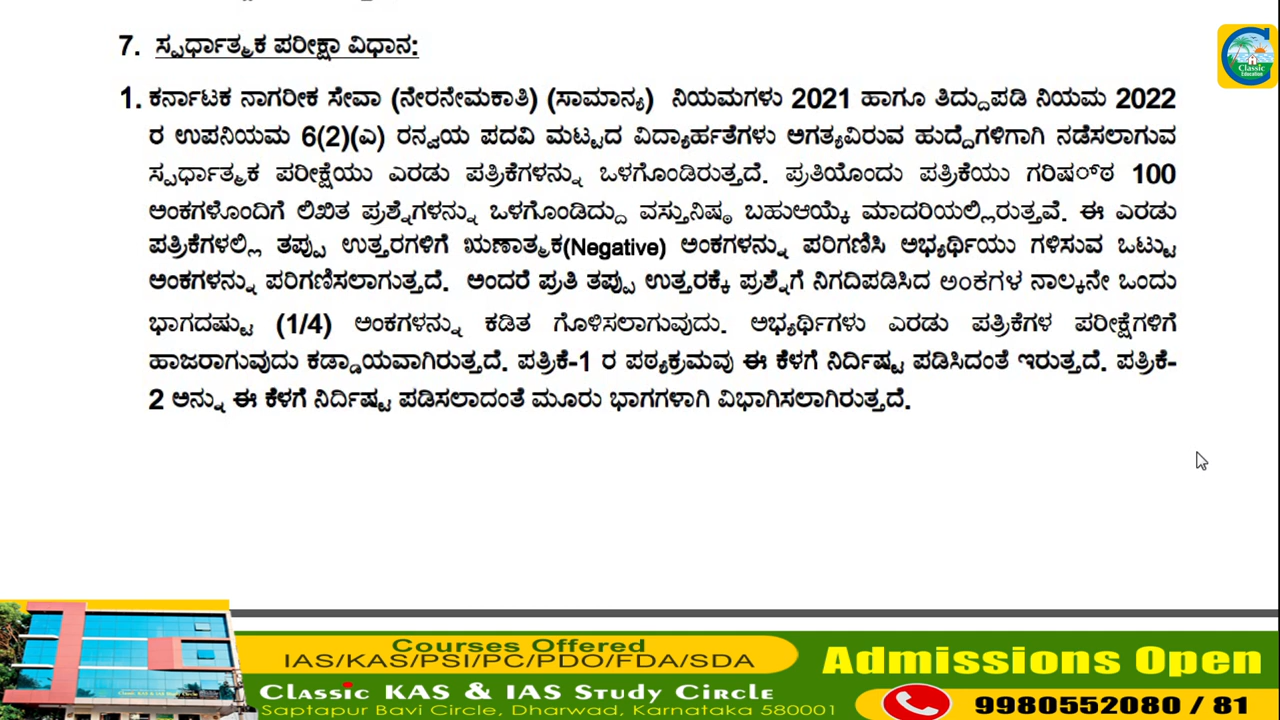 7. ಸ್ಪರ್ಧಾತ್ಮಕ ಪರೀಕ್ಷಾ ವಿಧಾನ:
1. ಕರ್ನಾಟಕ ನಾಗರೀಕ ಸೇವಾ (ನೇರನೇಮಕಾತಿ) (ಸಾಮಾನ್ಯ) ನಿಯಮಗಳು 2021 ಹಾಗೂ ತಿದ್ದುಪಡಿ ನಿಯಮ 2022
ರ ಉಪನಿಯಮ 6(2)(ಎ) ರನ್ವಯ ಪದವಿ ಮಟ್ಟದ ವಿದ್ಯಾರ್ಹತೆಗಳು ಅಗತ್ಯವಿರುವ ಹುದ್ದೆಗಳಿಗಾಗಿ ನಡೆಸಲಾಗುವ
ಸ್ಪರ್ಧಾತ್ಮಕ ಪರೀಕ್ಷೆಯು ಎರಡು ಪತ್ರಿಕೆಗಳನ್ನು ಒಳಗೊಂಡಿರುತ್ತದೆ. ಪ್ರತಿಯೊಂದು ಪತ್ರಿಕೆಯು ಗರಿಷ್ಠ 100
ಅಂಕಗಳೊಂದಿಗೆ ಲಿಖಿತ ಪ್ರಶ್ನೆಗಳನ್ನು ಒಳಗೊಂಡಿದ್ದು ವಸ್ತುನಿಷ್ಠ ಬಹುಆಯ್ಕೆ ಮಾದರಿಯಲ್ಲಿರುತ್ತವೆ. ಈ ಎರಡು
ಪತ್ರಿಕೆಗಳಲ್ಲಿ ತಪ್ಪು ಉತ್ತರಗಳಿಗೆ ಋಣಾತ್ಮಕ(Negative) ಅಂಕಗಳನ್ನು ಪರಿಗಣಿಸಿ ಅಭ್ಯರ್ಥಿಯು ಗಳಿಸುವ ಒಟ್ಟು
ಅಂಕಗಳನ್ನು ಪರಿಗಣಿಸಲಾಗುತ್ತದೆ. ಅಂದರೆ ಪ್ರತಿ ತಪ್ಪು ಉತ್ತರಕ್ಕೆ ಪ್ರಶ್ನೆಗೆ ನಿಗದಿಪಡಿಸಿದ ಅಂಕಗಳ ನಾಲ್ಕನೇ ಒಂದು
ಭಾಗದಷ್ಟು (1/4) ಅಂಕಗಳನ್ನು ಕಡಿತ ಗೊಳಿಸಲಾಗುವುದು. ಅಭ್ಯರ್ಥಿಗಳು ಎರಡು ಪತ್ರಿಕೆಗಳ ಪರೀಕ್ಷೆಗಳಿಗೆ
ಹಾಜರಾಗುವುದು ಕಡ್ಡಾಯವಾಗಿರುತ್ತದೆ. ಪತ್ರಿಕೆ-1 ರ ಪಠ್ಯಕ್ರಮವು ಈ ಕೆಳಗೆ ನಿರ್ದಿಷ್ಟ ಪಡಿಸಿದಂತೆ ಇರುತ್ತದೆ. ಪತ್ರಿಕೆ-
2 ಅನ್ನು ಈ ಕೆಳಗೆ ನಿರ್ದಿಷ್ಟ ಪಡಿಸಲಾದಂತೆ ಮೂರು ಭಾಗಗಳಾಗಿ ವಿಭಾಗಿಸಲಾಗಿರುತ್ತದೆ.
Classic
Education
Courses Offered
IAS/KAS/PSI/PC/PDO/FDA/SDA
Classic KAS & IAS Study Circle
Saptapur Bavi Circle, Dharwad, Karnataka 580001
Admissions Open
9980552080 / 81